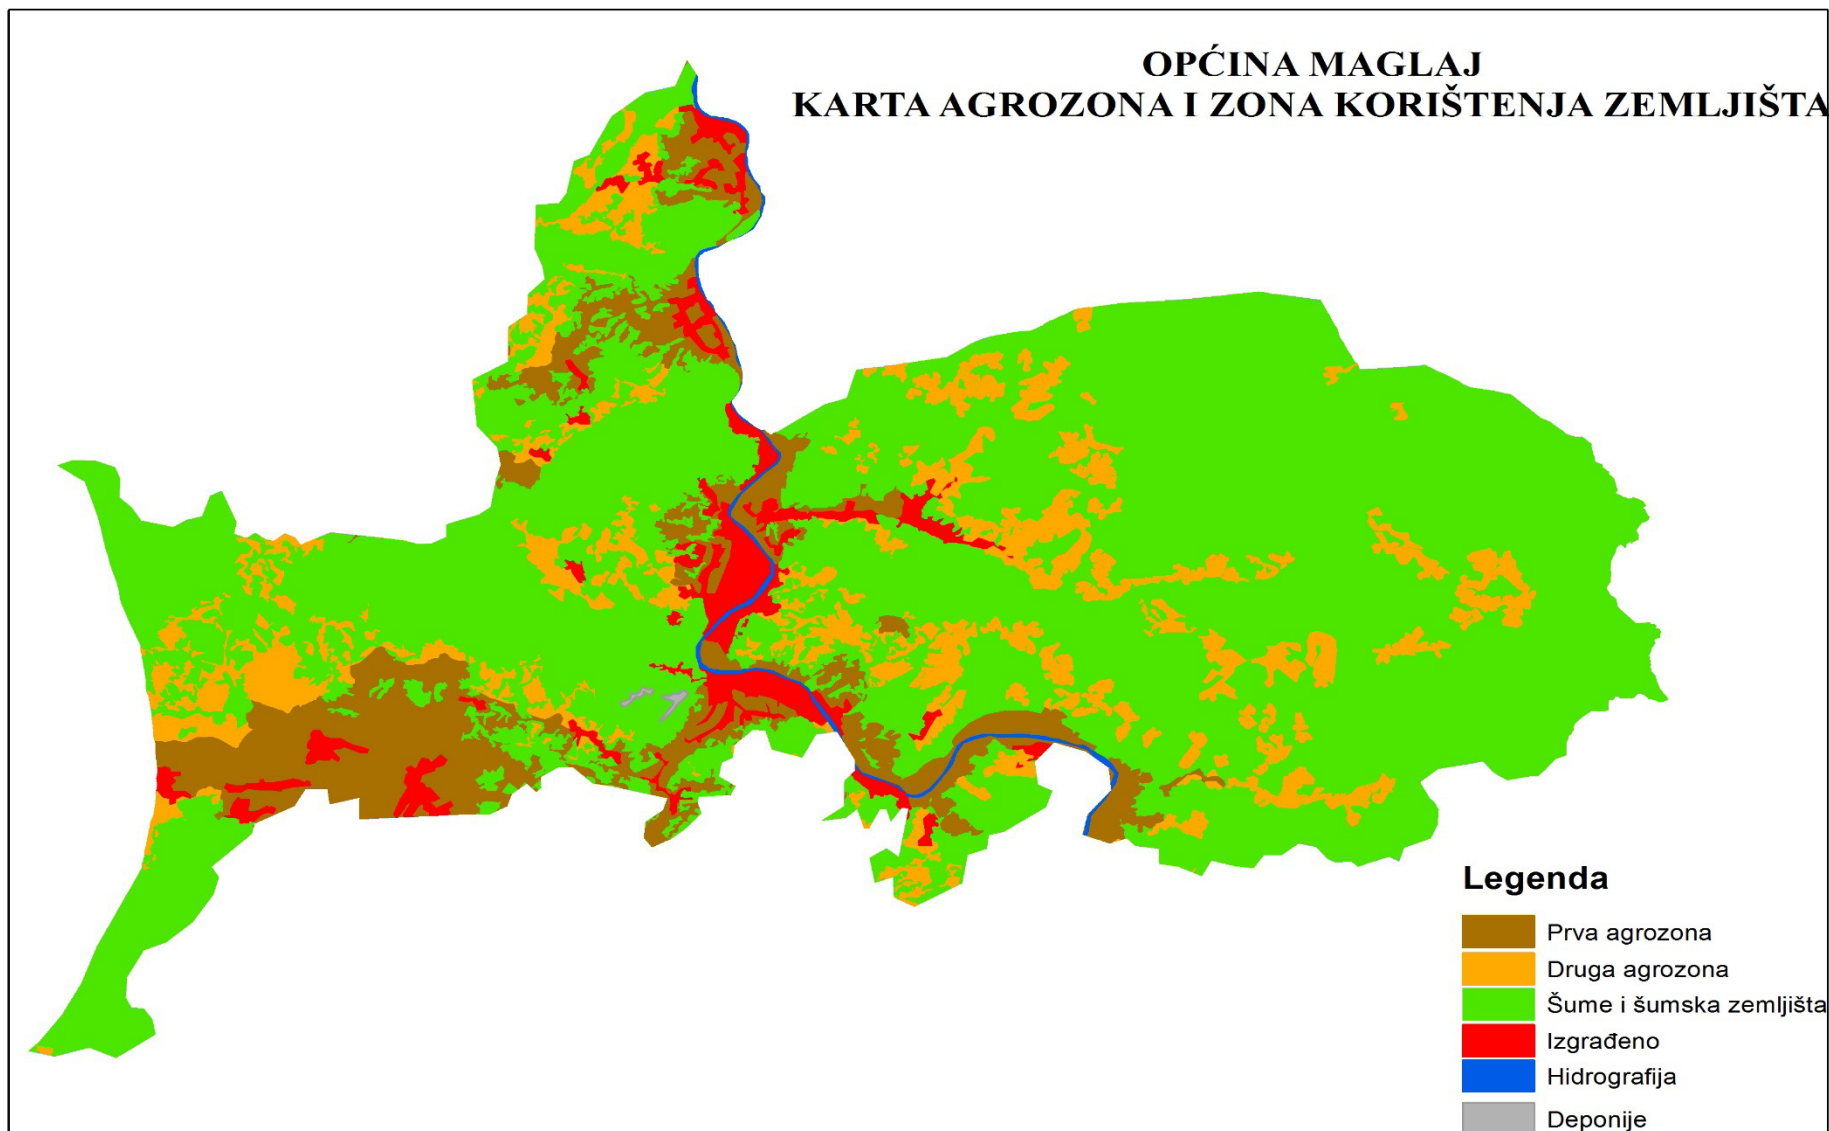 OPĆINA MAGLAJ
KARTA AGROZONA I ZONA KORIŠTENJA ZEMLJIŠTA
Legenda
Prva agrozona
Druga agrozona
Šume i šumska zemljišta
Izgrađeno
Hidrografija
Deponije